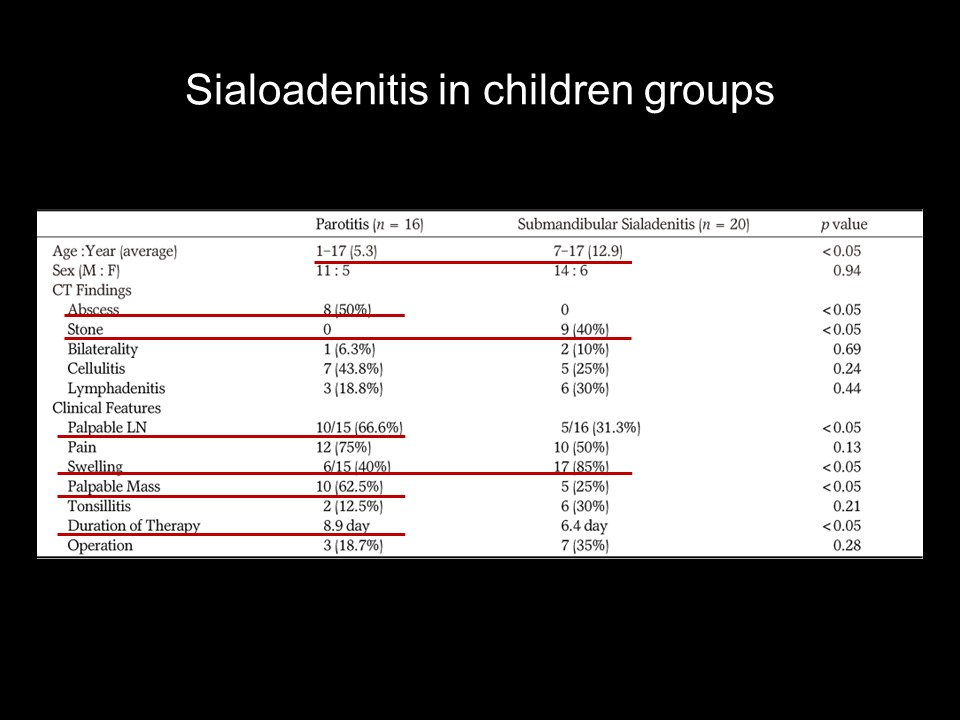 Sialoadenitis in children groups
Parotitis (n = 16) Submandibular Sialadenitis (n = 20) p value
Age :Year (average) 1–17 (5.3) 7–17 (12.9) <0.05
Sex (M : F) 11 : 5 14 : 6 0.94
CT Findings
Abscess 8 (50%) 0 <0.05
Stone 0 9 (40%) <0.05
Bilaterality 1 (6.3%) 2 (10%) 0.69
Cellulitis 7 (43.8%) 5 (25%) 0.24
Lymphadenitis 3 (18.8%) 6 (30%) 0.44
Clinical Features
Palpable LN 10/15 (66.6%) 5/16 (31.3%) <0.05
Pain 12 (75%) 10 (50%) 0.13
Swelling 6/15 (40%) 17 (85%) <0.05
Palpable Mass 10 (62.5%) 5 (25%) <0.05
Tonsillitis 2 (12.5%) 6 (30%) 0.21
Duration of Therapy 8.9 day 6.4 day <0.05
Operation 3 (18.7%) 7 (35%) 0.28